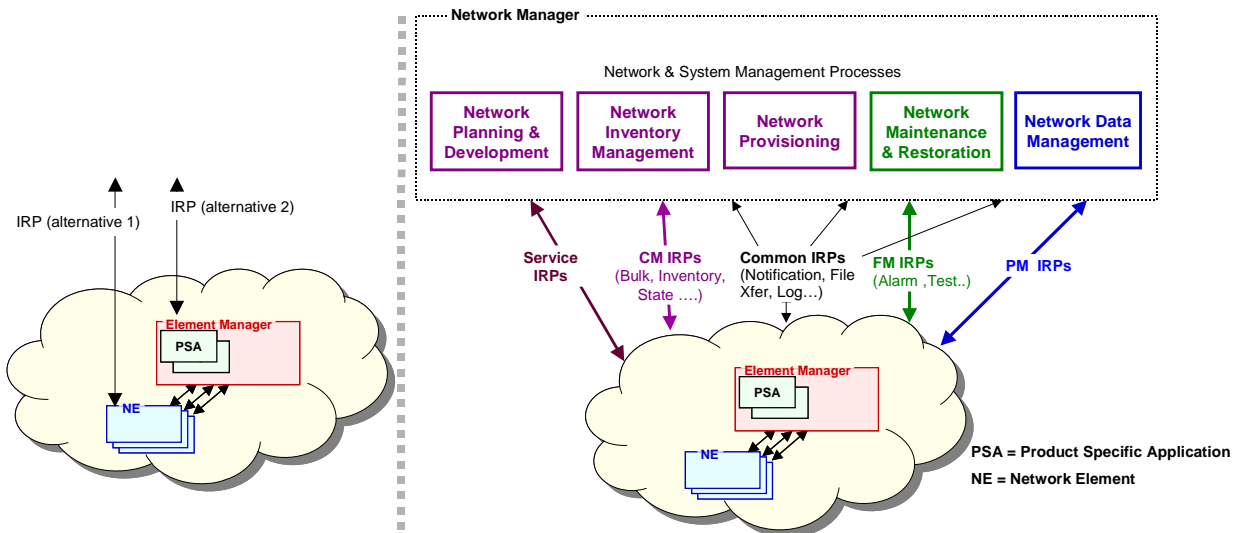 Network Manager
Network & System Management Processes
Network
Planning &
Development
Network
Inventory
Management
Network
Provisioning
Network
Maintenance
& Restoration
Network Data
Management
IRP (alternative 1)
IRP (alternative 2)
Service
IRPs
CM IRPs
(Bulk, Inventory,
State ....)
Common IRPs
(Notification, File
Xfer, Log…)
FM IRPs
(Alarm ,Test..)
PM  IRPs
Element Manager
PSA
NE
Element Manager
PSA
NE
PSA = Product Specific Application
NE = Network Element